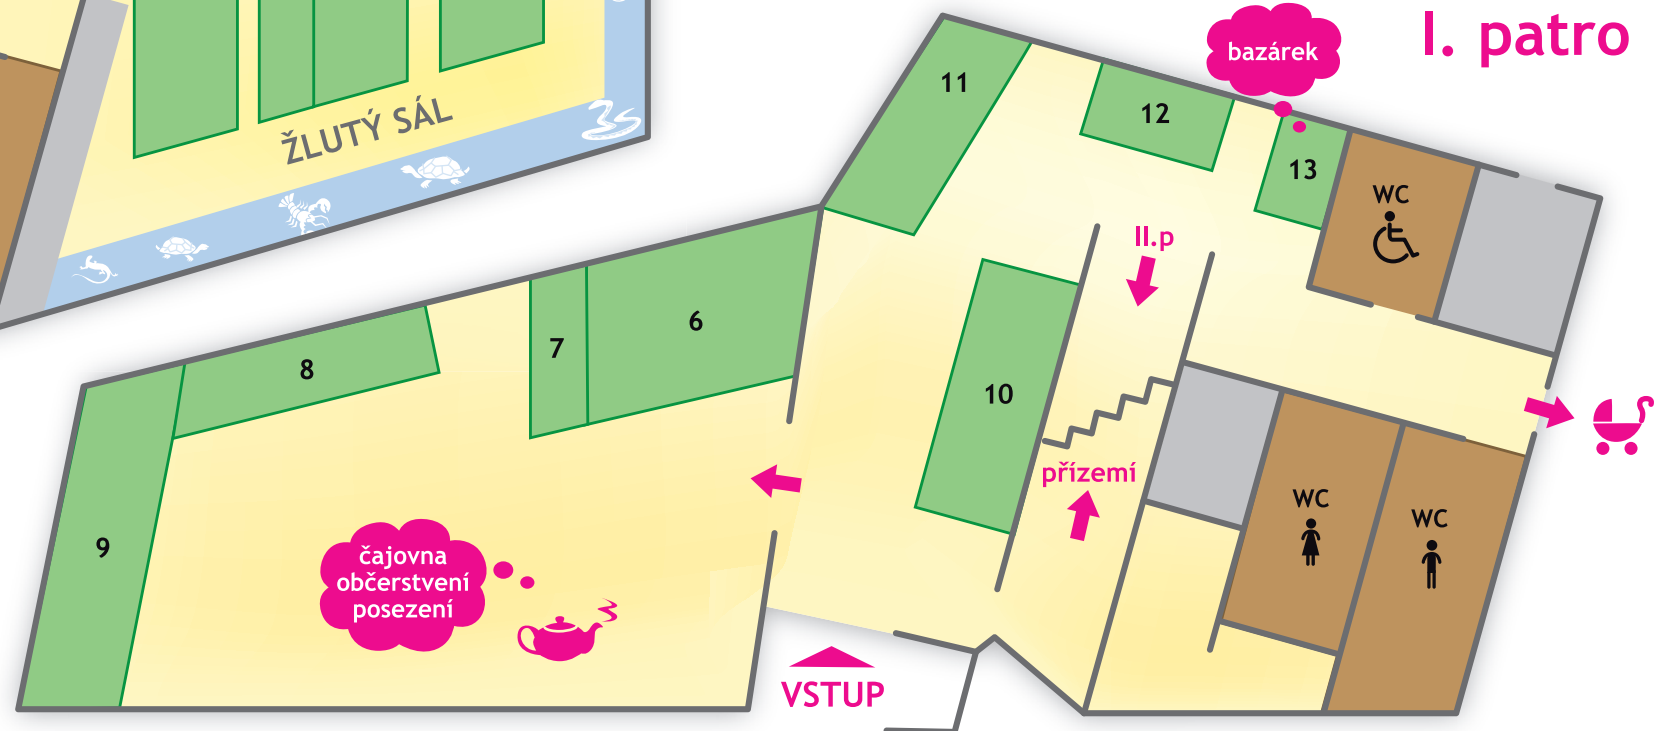 I. patro
bazárek
11
12
13
WC
ŽLUTÝ SÁL
II.p
6
7
8
10
přízemí
WC
WC
9
čajovna
občerstvení
posezení
VSTUP